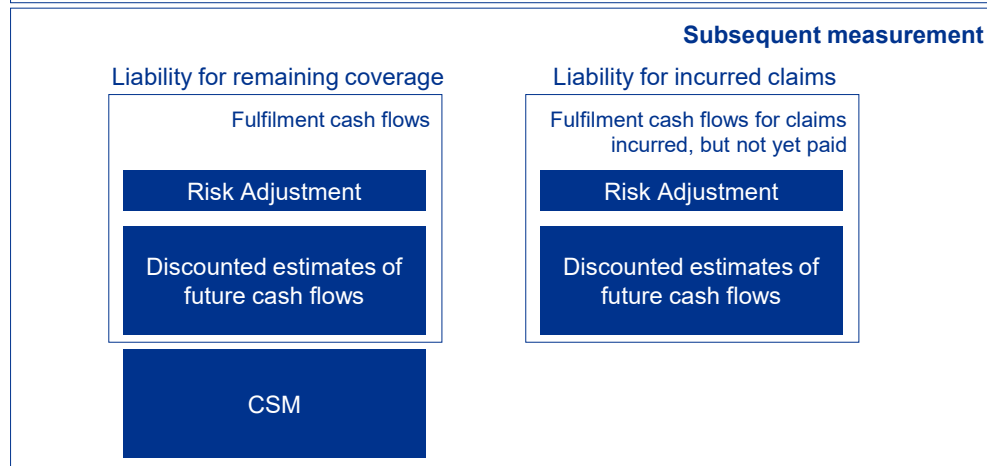 Subsequent measurement
Liability for remaining coverage
Fulfilment cash flows
Risk Adjustment
Discounted estimates of
future cash flows
CSM
Liability for incurred claims
Fulfilment cash flows for claims
incurred, but not yet paid
Risk Adjustment
Discounted estimates of
future cash flows